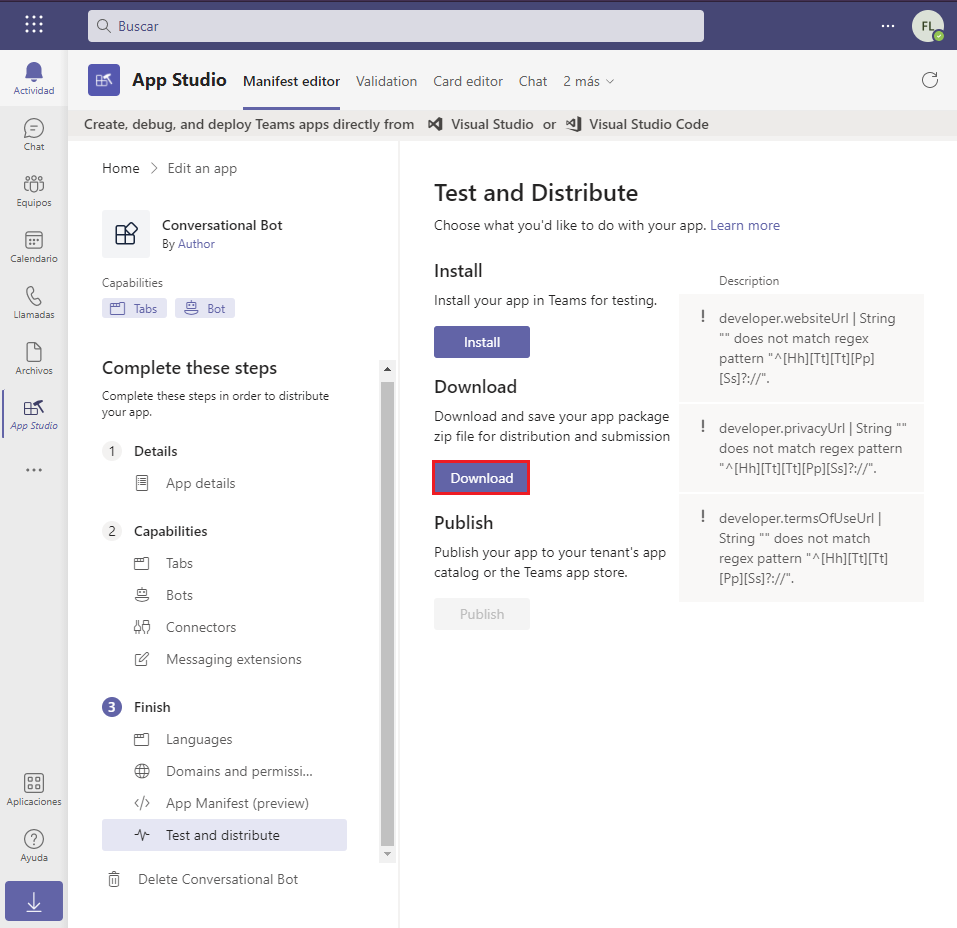 Buscar
FL
Actividad
Chat
Equipos
Calendario
Llamadas
Archivos
App Studio
Aplicaciones
Ayuda
App Studio Manifest editor Validation Card editor Chat 2 más
Create, debug, and deploy Teams apps directly from Visual Studio or Visual Studio Code
Home > Edit an app
Conversational Bot
By Author
Capabilities
Tabs Bot
Complete these steps
Complete these steps in order to distribute
your app.
1 Details
App details
2 Capabilities
Tabs
Bots
Connectors
Messaging extensions
3 Finish
Languages
Domains and permissi...
App Manifest (preview)
Test and distribute
Delete Conversational Bot
Test and Distribute
Choose what you'd like to do with your app. Learn more
Install
Install your app in Teams for testing.
Install
Download
Download and save your app package
zip file for distribution and submission
Download
Publish
Publish your app to your tenant's app
catalog or the Teams app store.
Publish
Description
! developer.websiteUrl | String
"" does not match regex
pattern "^[Hh][Tt][Tt][Pp]
[Ss]?://".
! developer.privacyUrl | String ""
does not match regex pattern
"^[Hh][Tt][Tt][Pp][Ss]?://".
! developer.termsOfUseUrl |
String "" does not match
regex pattern "^[Hh][Tt][Tt]
[Pp][Ss]?://".